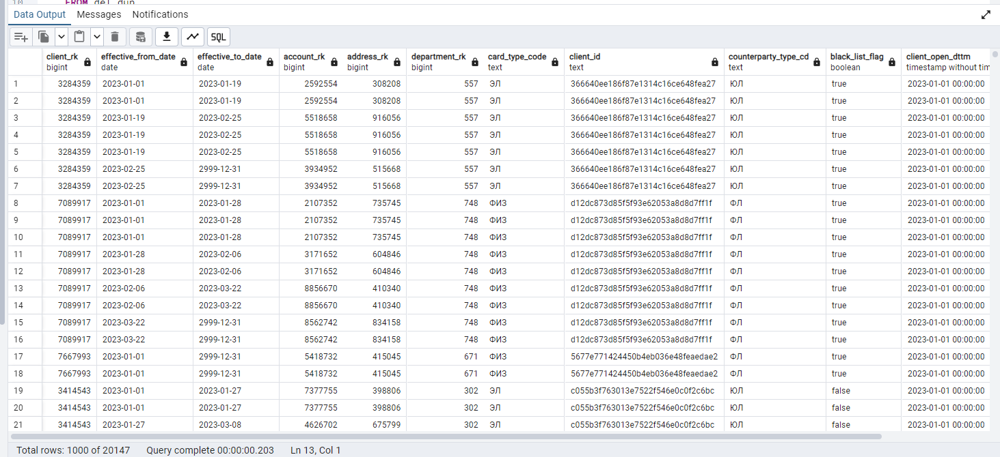 10 FROM del_dup
Data Output Messages Notifications
SQL
client_rk effective_from_date effective_to_date account_rk address_rk department_rk card_type_code client_id counterparty_type_cd black_list_flag client_open_dttm
bigint date date bigint bigint bigint text text text boolean timestamp without tim
1 3284359 2023-01-01 2023-01-19 2592554 308208 557 ЭЛ 366640ee186f87e1314c16ce648fea27 ЮЛ true 2023-01-01 00:00:00
2 3284359 2023-01-01 2023-01-19 2592554 308208 557 ЭЛ 366640ee186f87e1314c16ce648fea27 ЮЛ true 2023-01-01 00:00:00
3 3284359 2023-01-19 2023-02-25 5518658 916056 557 ЭЛ 366640ee186f87e1314c16ce648fea27 ЮЛ true 2023-01-01 00:00:00
4 3284359 2023-01-19 2023-02-25 5518658 916056 557 ЭЛ 366640ee186f87e1314c16ce648fea27 ЮЛ true 2023-01-01 00:00:00
5 3284359 2023-01-19 2023-02-25 5518658 916056 557 ЭЛ 366640ee186f87e1314c16ce648fea27 ЮЛ true 2023-01-01 00:00:00
6 3284359 2023-02-25 2999-12-31 3934952 515668 557 ЭЛ 366640ee186f87e1314c16ce648fea27 ЮЛ true 2023-01-01 00:00:00
7 3284359 2023-02-25 2999-12-31 3934952 515668 557 ЭЛ 366640ee186f87e1314c16ce648fea27 ЮЛ true 2023-01-01 00:00:00
8 7089917 2023-01-01 2023-01-28 2107352 735745 748 ФИЗ d12dc873d85f5f93e62053a8d8d7ff1f ФЛ true 2023-01-01 00:00:00
9 7089917 2023-01-01 2023-01-28 2107352 735745 748 ФИЗ d12dc873d85f5f93e62053a8d8d7ff1f ФЛ true 2023-01-01 00:00:00
10 7089917 2023-01-01 2023-01-28 2107352 735745 748 ФИЗ d12dc873d85f5f93e62053a8d8d7ff1f ФЛ true 2023-01-01 00:00:00
11 7089917 2023-01-28 2023-02-06 3171652 604846 748 ФИЗ d12dc873d85f5f93e62053a8d8d7ff1f ФЛ true 2023-01-01 00:00:00
12 7089917 2023-01-28 2023-02-06 3171652 604846 748 ФИЗ d12dc873d85f5f93e62053a8d8d7ff1f ФЛ true 2023-01-01 00:00:00
13 7089917 2023-02-06 2023-03-22 8856670 410340 748 ФИЗ d12dc873d85f5f93e62053a8d8d7ff1f ФЛ true 2023-01-01 00:00:00
14 7089917 2023-02-06 2023-03-22 8856670 410340 748 ФИЗ d12dc873d85f5f93e62053a8d8d7ff1f ФЛ true 2023-01-01 00:00:00
15 7089917 2023-03-22 2999-12-31 8562742 834158 748 ФИЗ d12dc873d85f5f93e62053a8d8d7ff1f ФЛ true 2023-01-01 00:00:00
16 7089917 2023-03-22 2999-12-31 8562742 834158 748 ФИЗ d12dc873d85f5f93e62053a8d8d7ff1f ФЛ true 2023-01-01 00:00:00
17 7667993 2023-01-01 2999-12-31 5418732 415045 671 ФИЗ 5677e771424450b4eb036e48feaedae2 ФЛ true 2023-01-01 00:00:00
18 7667993 2023-01-01 2999-12-31 5418732 415045 671 ФИЗ 5677e771424450b4eb036e48feaedae2 ФЛ true 2023-01-01 00:00:00
19 3414543 2023-01-01 2023-01-27 7377755 398806 302 ЭЛ c055b3f763013e7522f546e0c0f2c6bc ЮЛ false 2023-01-01 00:00:00
20 3414543 2023-01-01 2023-01-27 7377755 398806 302 ЭЛ c055b3f763013e7522f546e0c0f2c6bc ЮЛ false 2023-01-01 00:00:00
21 3414543 2023-01-27 2023-03-08 4626702 675799 302 ЭЛ c055b3f763013e7522f546e0c0f2c6bc ЮЛ false 2023-01-01 00:00:00
Total rows: 1000 of 20147 Query complete 00:00:00.203 Ln 13, Col 1